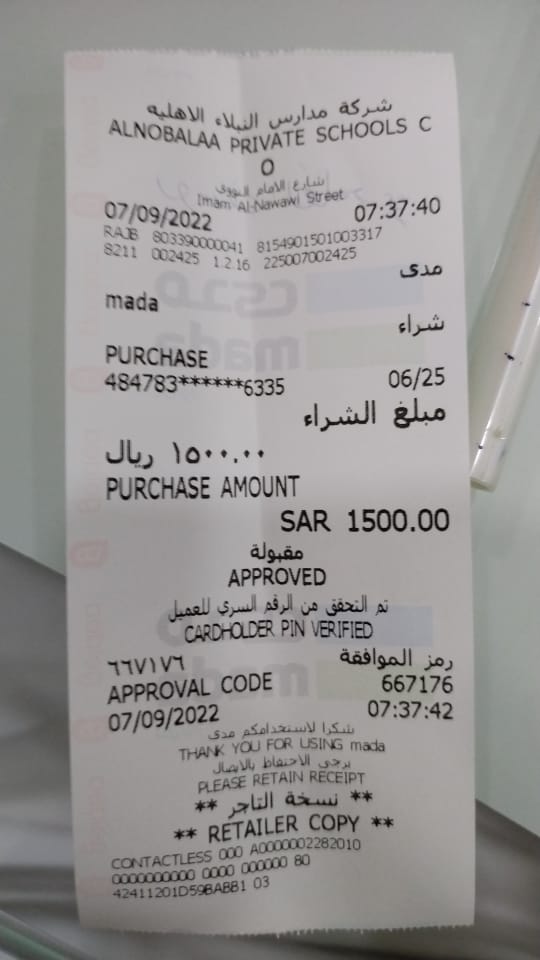 شركة مدارس النبلاء الاهليه
ALNOBALAA PRIVATE SCHOOLS C
O
شارع الامام النووي
Imam Al-Nawawi Street
07/09/2022 07:37:40
RAJB 803390000041 8154901501003317
8211 002425 1.2.16 225007002425
مدى
mada
شراء
PURCHASE
484783******6335 06/25
مبلغ الشراء
١٥٠٠.٠٠ ريال
PURCHASE AMOUNT
SAR 1500.00
مقبولة
APPROVED
تم التحقق من الرقم السري للعميل
CARDHOLDER PIN VERIFIED
رمز الموافقة ٦٦٧١٧٦
APPROVAL CODE 667176
07/09/2022 07:37:42
شكرا لاستخدامكم مدى
THANK YOU FOR USING mada
يرجى الاحتفاظ بالايصال
PLEASE RETAIN RECEIPT
** نسخة التاجر **
** RETAILER COPY **
CONTACTLESS 000 A0000002282010
0000000000 0000 000000 80
42411201D59BABB1 03